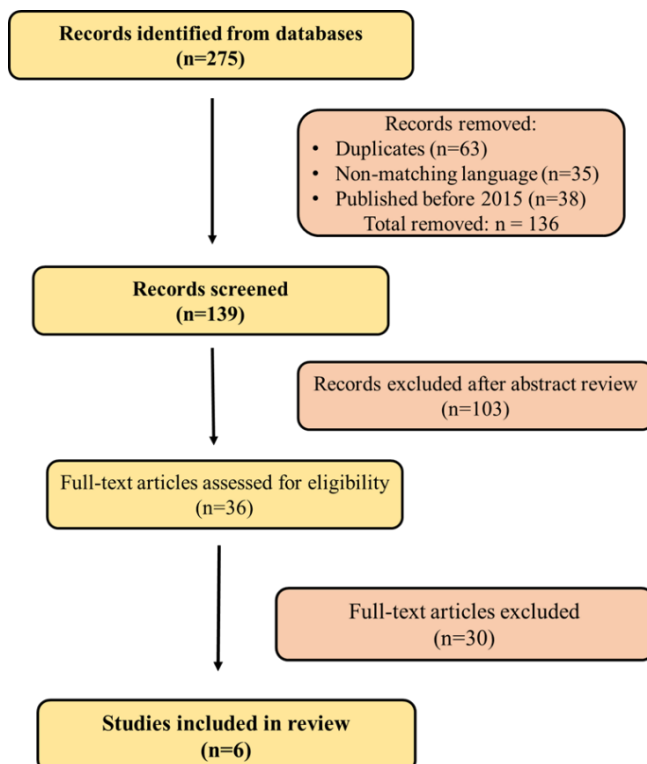 Records identified from databases
(n=275)
Records removed:
• Duplicates (n=63)
• Non-matching language (n=35)
• Published before 2015 (n=38)
Total removed: n = 136
Records screened
(n=139)
Records excluded after abstract review
(n=103)
Full-text articles assessed for eligibility
(n=36)
Full-text articles excluded
(n=30)
Studies included in review
(n=6)